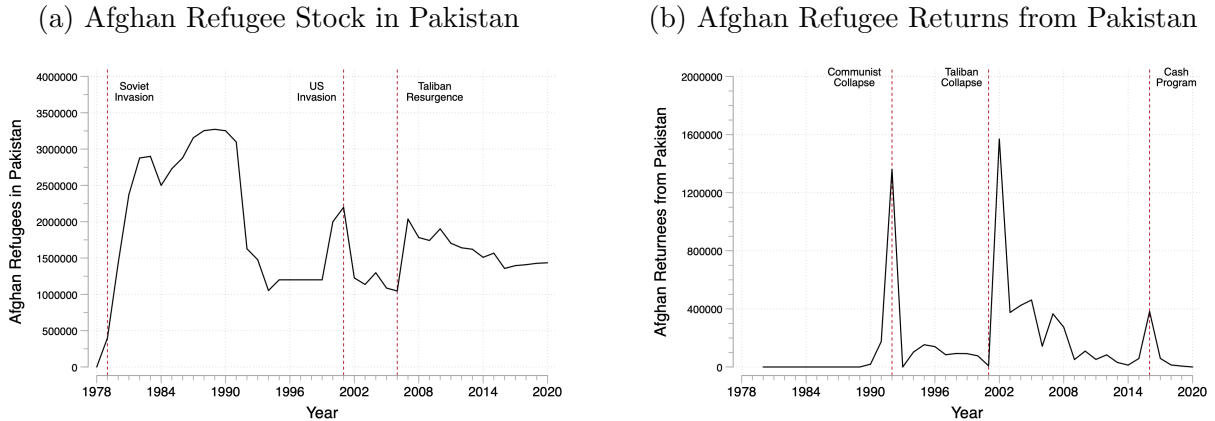 (a) Afghan Refugee Stock in Pakistan
Soviet
Invasion
US
Invasion
Taliban
Resurgence
Afghan Refugees in Pakistan
4000000
3500000
3000000
2500000
2000000
1500000
1000000
500000
0
1978 1984 1990 1996 2002 2008 2014 2020
Year
(b) Afghan Refugee Returns from Pakistan
Communist
Collapse
Taliban
Collapse
Cash
Program
Afghan Returnees from Pakistan
2000000
1600000
1200000
800000
400000
0
1978 1984 1990 1996 2002 2008 2014 2020
Year